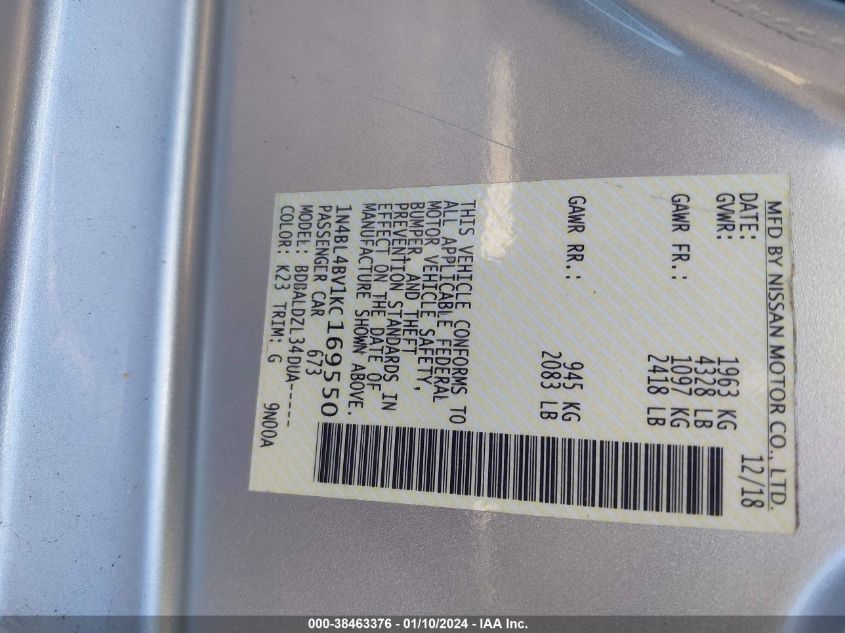 MFD BY NISSAN MOTOR CO., LTD.
DATE: 12/18
GVWR: 1963 KG
4328 LB
GAWR FR.: 1097 KG
2418 LB
GAWR RR.: 945 KG
2083 LB
THIS VEHICLE CONFORMS TO
ALL APPLICABLE FEDERAL
MOTOR VEHICLE SAFETY,
BUMPER, AND THEFT
PREVENTION STANDARDS IN
EFFECT ON THE DATE OF
MANUFACTURE SHOWN ABOVE.
1N4BL4BV1KC169550
PASSENGER CAR 673
MODEL: BDBALDZL34DUA-----
COLOR: K23 TRIM: G 9N00A
000-38463376 - 01/10/2024 - IAA Inc.